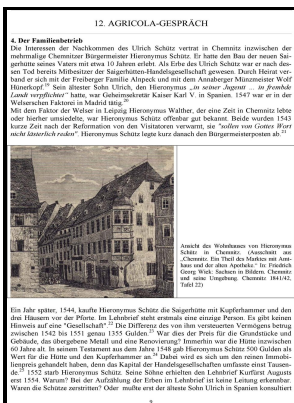 12. AGRICOLA-GESPRÄCH
4. Der Familienbetrieb
Die Interessen der Nachkommen des Ulrich Schütz vertrat in Chemnitz inzwischen der
mehrmalige Chemnitzer Bürgermeister Hieronymus Schütz. Er hatte den Bau der neuen Sai-
gerhütte seines Vaters mit etwa 10 Jahren erlebt. Als Erbe des Ulrich Schütz war er nach des-
sen Tod bereits Mitbesitzer der Saigerhütten-Handelsgesellschaft gewesen. Durch Heirat ver-
band er sich mit der Freiberger Familie Alnpeck und mit dem Annaberger Münzmeister Wolf
Hünerkopf.19 Sein ältester Sohn Ulrich, den Hieronymus „in seiner Jugend ... in frembde
Landt verpflichtet“ hatte, war Geheimsekretär Kaiser Karl V. in Spanien. 1547 war er in der
Welserschen Faktorei in Madrid tätig.20
Mit dem Faktor der Welser in Leipzig Hieronymus Walther, der eine Zeit in Chemnitz lebte
oder hierher umsiedelte, war Hieronymus Schütz offenbar gut bekannt. Beide wurden 1543
kurze Zeit nach der Reformation von den Visitatoren verwarnt, sie "sollen von Gottes Wort
nicht lästerlich reden". Hieronymus Schütz legte kurz danach den Bürgermeisterposten ab.21
Ansicht des Wohnhauses von Hieronymus
Schütz in Chemnitz. (Ausschnitt aus
„Chemnitz. Ein Theil des Marktes mit Amt-
haus und der alten Apotheke.“ In: Friedrich
Georg Wiek: Sachsen in Bildern. Chemnitz
und seine Umgebung. Chemnitz 1841/42,
Tafel 22)
Ein Jahr später, 1544, kaufte Hieronymus Schütz die Saigerhütte mit Kupferhammer und den
drei Häusern vor der Pforte. Im Lehnbrief steht erstmals eine einzige Person. Es gibt keinen
Hinweis auf eine "Gesellschaft".22 Die Differenz des von ihm versteuerten Vermögens betrug
zwischen 1542 bis 1551 genau 1355 Gulden.23 War dies der Preis für die Grundstücke und
Gebäude, das übergebene Metall und eine Renovierung? Immerhin war die Hütte inzwischen
60 Jahre alt. In seinem Testament aus dem Jahre 1548 gab Hieronymus Schütz 500 Gulden als
Wert für die Hütte und den Kupferhammer an.24 Dabei wird es sich um den reinen Immobi-
lienpreis gehandelt haben, denn das Kapital der Handelsgesellschaften umfasste einst Tausen-
de.25 1552 starb Hieronymus Schütz. Seine Söhne erhielten den Lehnbrief Kurfürst Augusts
erst 1554. Warum? Bei der Aufzählung der Erben im Lehnbrief ist keine Leitung erkennbar.
Waren die Schütze zerstritten? Oder mußte erst der älteste Sohn Ulrich in Spanien konsultiert